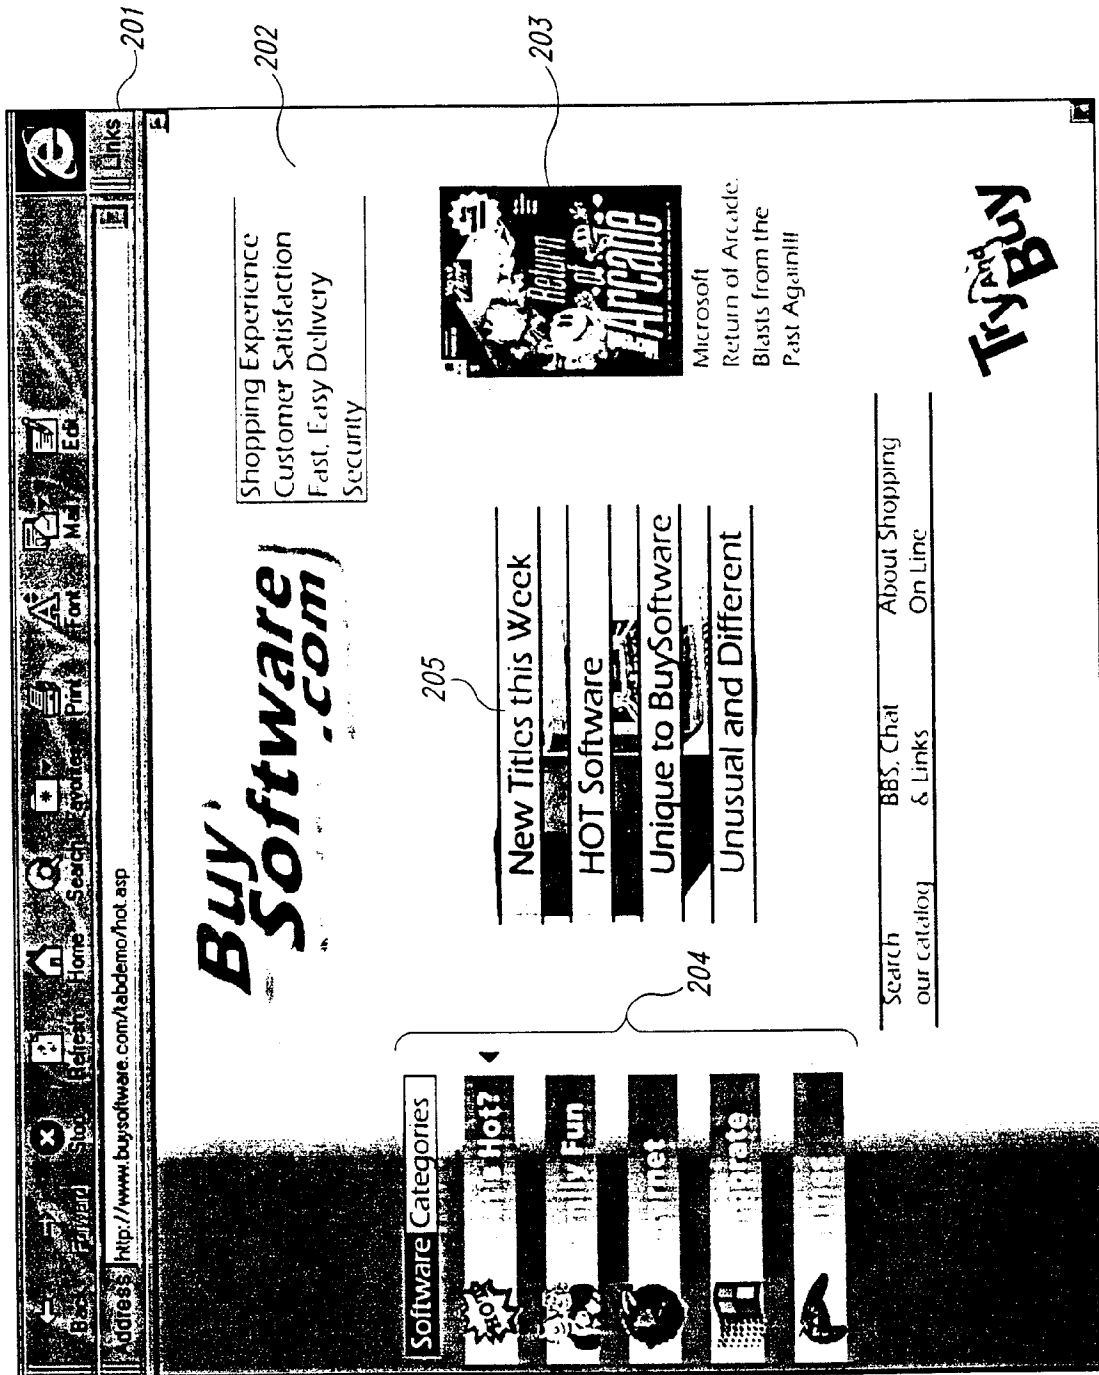 Back Forward Stop Refresh Home Search Favorites Print Font Mail Edit
Address http://www.buysoftware.com/tabdemo/hot.asp Links
201
202
Buy
Software
.com
Shopping Experience
Customer Satisfaction
Fast, Easy Delivery
Security
Software Categories
Hot?
Fun
204
205
New Titles this Week
HOT Software
Unique to BuySoftware
Unusual and Different
203
Return of Arcade
Microsoft
Return of Arcade.
Blasts from the
Past Again!!!
Search
our catalog
BBS, Chat
& Links
About Shopping
On Line
Try And
Buy